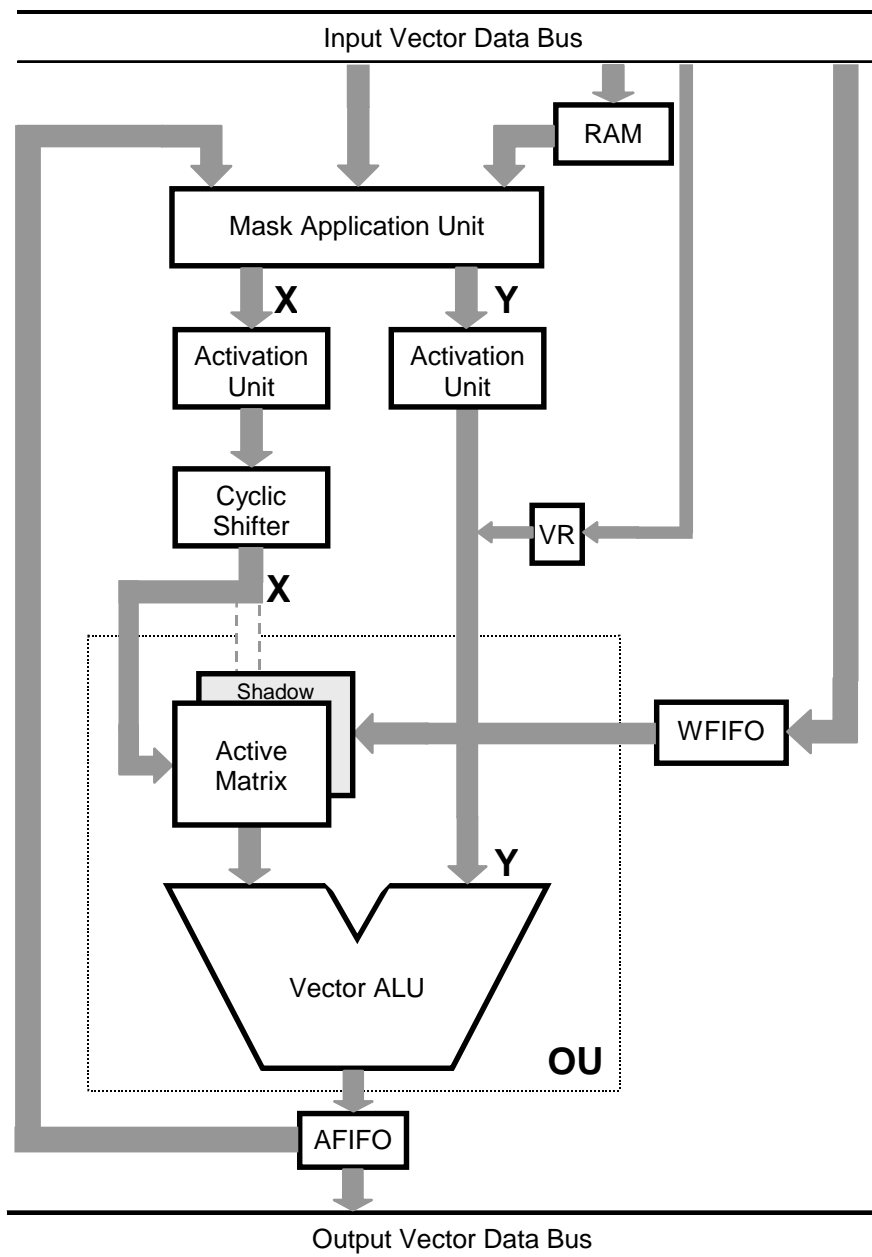 Input Vector Data Bus
RAM
Mask Application Unit
X
Y
Activation
Unit
Activation
Unit
Cyclic
Shifter
VR
X
Shadow
Active
Matrix
WFIFO
Y
Vector ALU
OU
AFIFO
Output Vector Data Bus